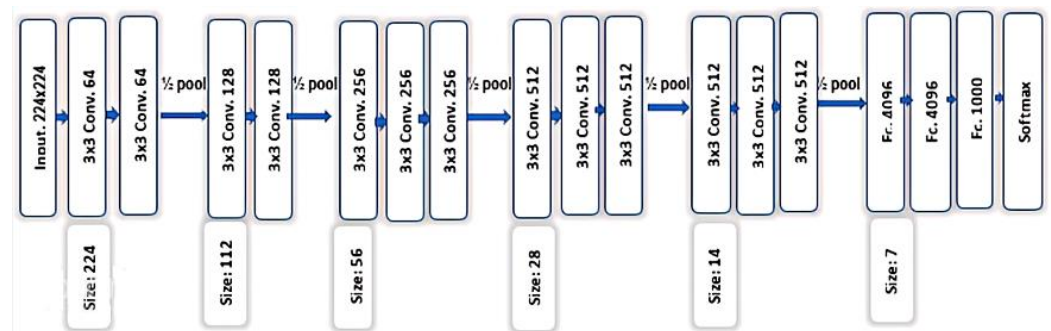 Input. 224x224
3x3 Conv. 64
3x3 Conv. 64
½ pool
3x3 Conv. 128
3x3 Conv. 128
½ pool
3x3 Conv. 256
3x3 Conv. 256
3x3 Conv. 256
½ pool
3x3 Conv. 512
3x3 Conv. 512
3x3 Conv. 512
½ pool
3x3 Conv. 512
3x3 Conv. 512
3x3 Conv. 512
½ pool
Fc. 4096
Fc. 4096
Fc. 1000
Softmax
Size: 224
Size: 112
Size: 56
Size: 28
Size: 14
Size: 7